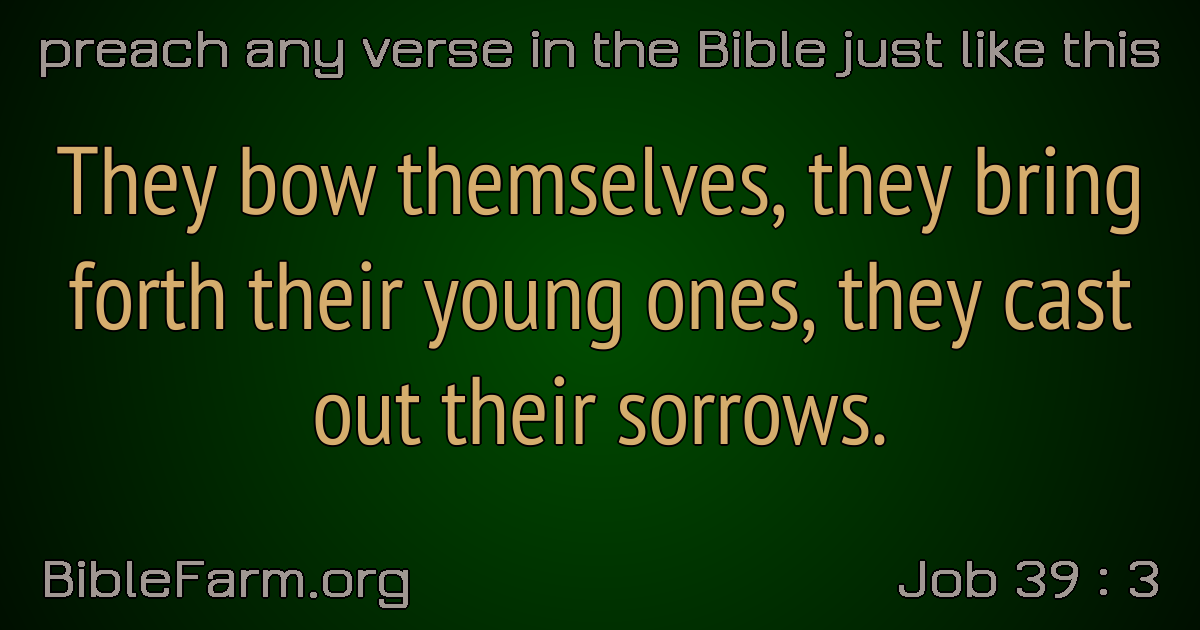 preach any verse in the Bible just like this
They bow themselves, they bring
forth their young ones, they cast
out their sorrows.
BibleFarm.org
Job 39 : 3